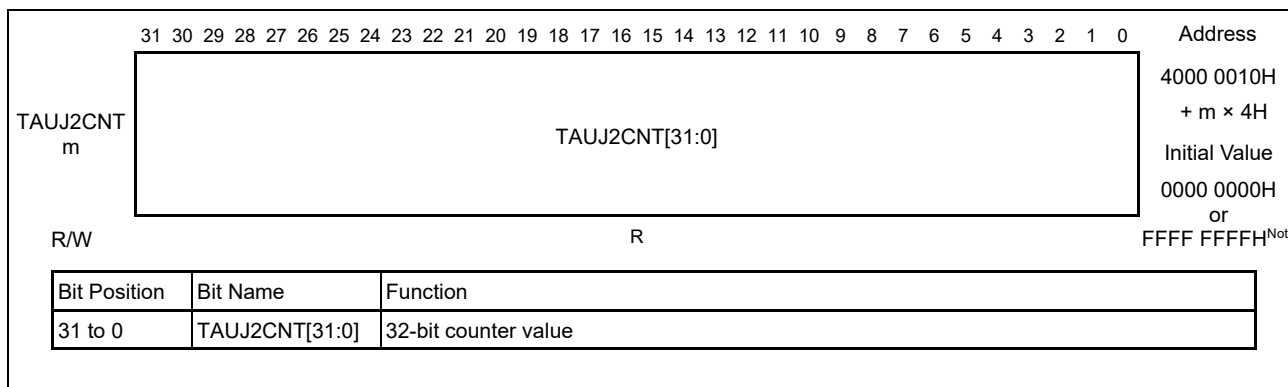 31 30 29 28 27 26 25 24 23 22 21 20 19 18 17 16 15 14 13 12 11 10 9 8 7 6 5 4 3 2 1 0 Address
4000 0010H
+ m × 4H
TAUJ2CNT
m
TAUJ2CNT[31:0]
Initial Value
0000 0000H
or
FFFF FFFFH Not
R/W R
Bit Position Bit Name Function
31 to 0 TAUJ2CNT[31:0] 32-bit counter value